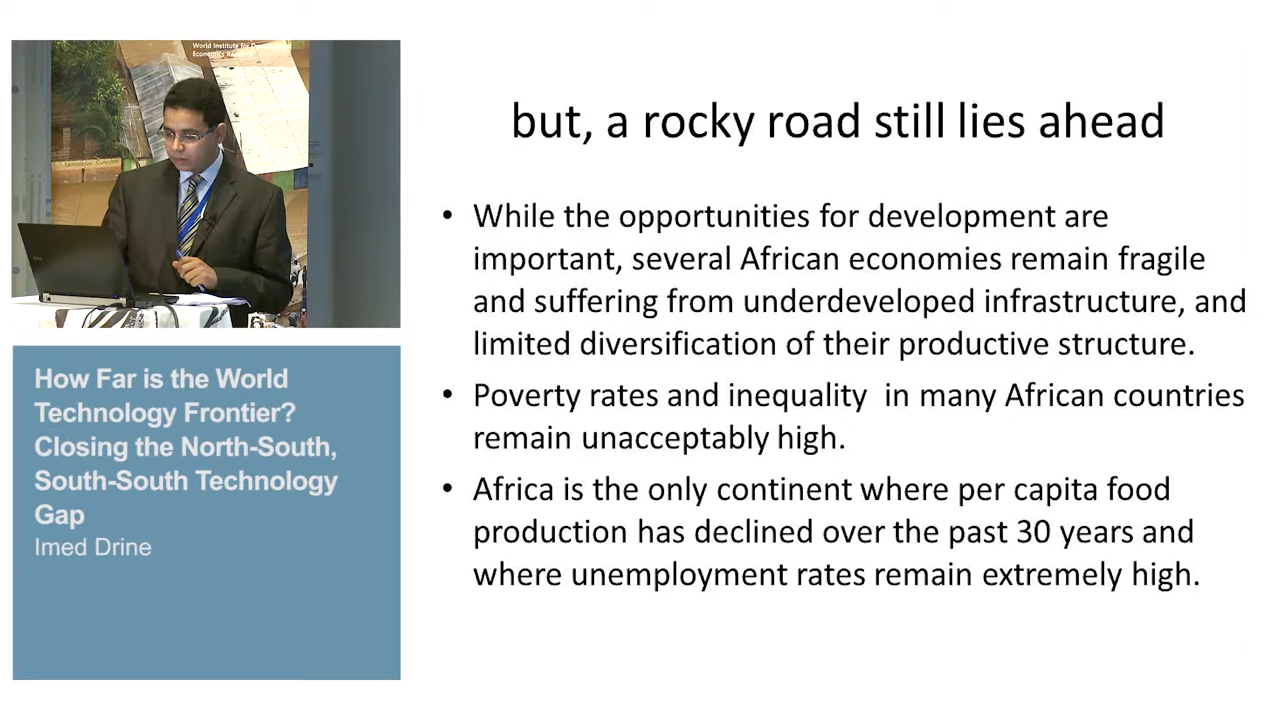 World Institute for
Economics
but, a rocky road still lies ahead
• While the opportunities for development are
important, several African economies remain fragile
and suffering from underdeveloped infrastructure, and
limited diversification of their productive structure.
• Poverty rates and inequality  in many African countries
remain unacceptably high.
• Africa is the only continent where per capita food
production has declined over the past 30 years and
where unemployment rates remain extremely high.
How Far is the World
Technology Frontier?
Closing the North-South,
South-South Technology
Gap
Imed Drine